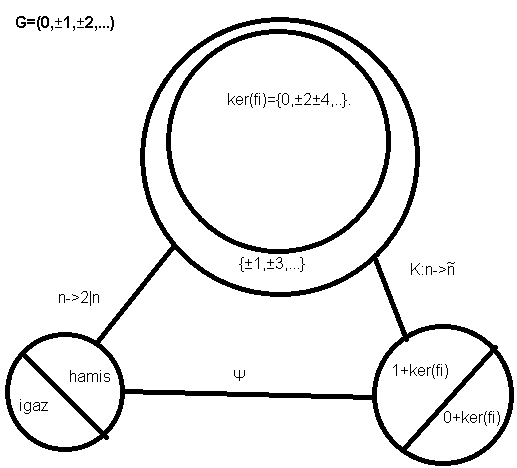 G=(0,±1,±2,...)
ker(fi)={0,±2±4,..}.
{±1,±3,...}
n->2|n
K:n->ñ
hamis
igaz
Ψ
1+ker(fi)
0+ker(fi)